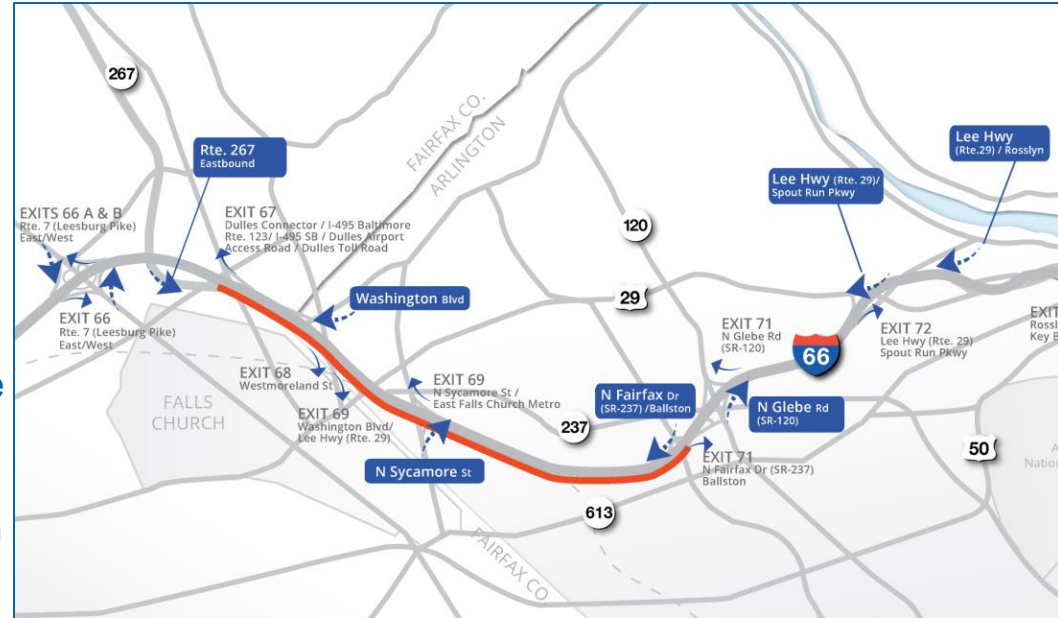 267
FAIRFAX CO.
ARLINGTON
Rte. 267
Eastbound
Lee Hwy
(Rte.29) / Rosslyn
Lee Hwy (Rte. 29)/
Spout Run Pkwy
EXITS 66 A & B
Rte. 7 (Leesburg Pike)
East/West
EXIT 67
Dulles Connector / I-495 Baltimore
Rte. 123/ I-495 SB / Dulles Airport
Access Road / Dulles Toll Road
120
29
Washington Blvd
EXIT 66
Rte. 7 (Leesburg Pike)
East/West
EXIT 71
N Glebe Rd
(SR-120)
66
EXIT 72
Lee Hwy (Rte. 29)
Spout Run Pkwy
EXIT
Key B
EXIT 68
Westmoreland St
EXIT 69
N Sycamore St /
East Falls Church Metro
FALLS
CHURCH
EXIT 69
Washington Blvd/
Lee Hwy (Rte. 29)
237
N Fairfax Dr
(SR-237) /Ballston
N Glebe Rd
(SR-120)
N Sycamore St
EXIT 71
N Fairfax Dr (SR-237)
Ballston
50
613
FAIRFAX CO.